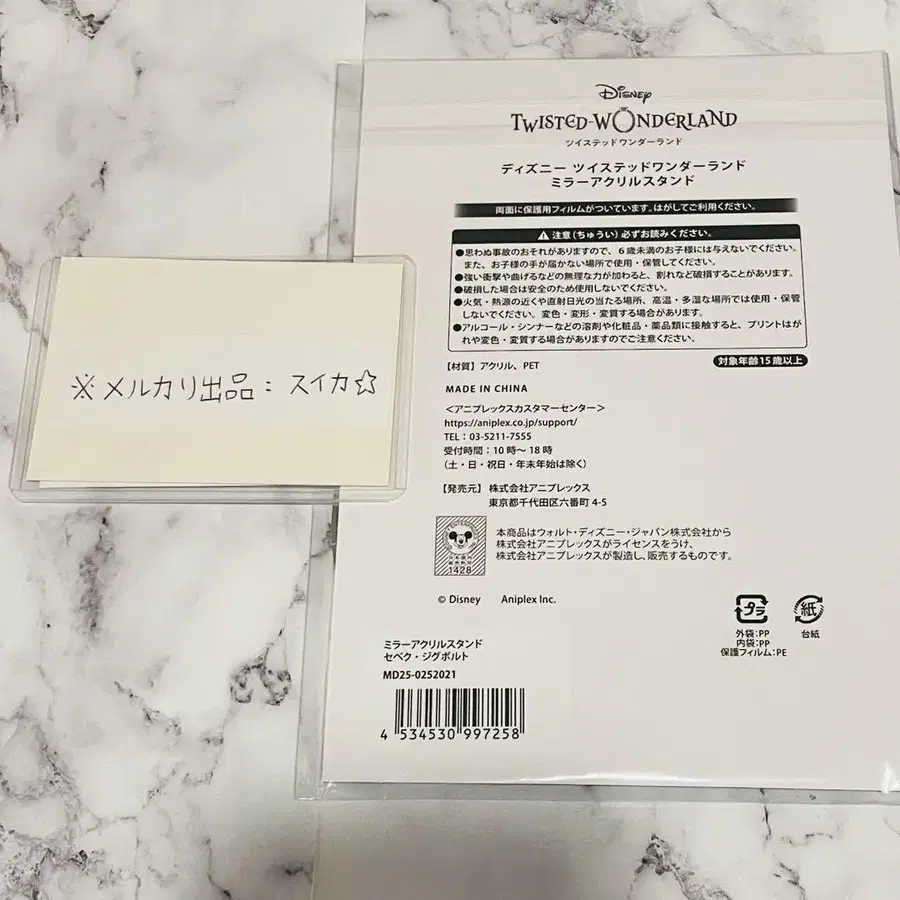 ※メルカリ出品：スイカ☆
Disney
TWISTED-WONDERLAND
ツイステッドワンダーランド
ディズニー ツイステッドワンダーランド
ミラーアクリルスタンド
両面に保護用フィルムがついています。はがしてご利用ください。
注意（ちゅうい）必ずお読みください。
●思わぬ事故のおそれがありますので、６歳未満のお子様には与えないでください。
また、お子様の手が届かない場所で使用・保管してください。
●強い衝撃や曲げるなどの無理な力が加わると、割れなど破損することがあります。
●破損した場合は安全のため使用しないでください。
●火気・熱源の近くや直射日光の当たる場所、高温・多湿な場所では使用・保管
しないでください。変色・変形・変質する場合があります。
●アルコール・シンナーなどの溶剤や化粧品・薬品類に接触すると、プリントはが
れや変色・変質する場合がありますのでご注意ください。
【材質】アクリル、PET
対象年齢15歳以上
MADE IN CHINA
＜アニプレックスカスタマーセンター＞
https://aniplex.co.jp/support/
TEL：03-5211-7555
受付時間：10時～18時
（土・日・祝日・年末年始は除く）
【発売元】株式会社アニプレックス
東京都千代田区六番町 4-5
本商品はウォルト・ディズニー・ジャパン株式会社から
株式会社アニプレックスがライセンスをうけ、
株式会社アニプレックスが製造し、販売するものです。
1428
© Disney Aniplex Inc.
プラ
外袋：PP
内袋：PP
保護フィルム：PE
紙
台紙
ミラーアクリルスタンド
セベク・ジグボルト
MD25-0252021
4 534530 997258